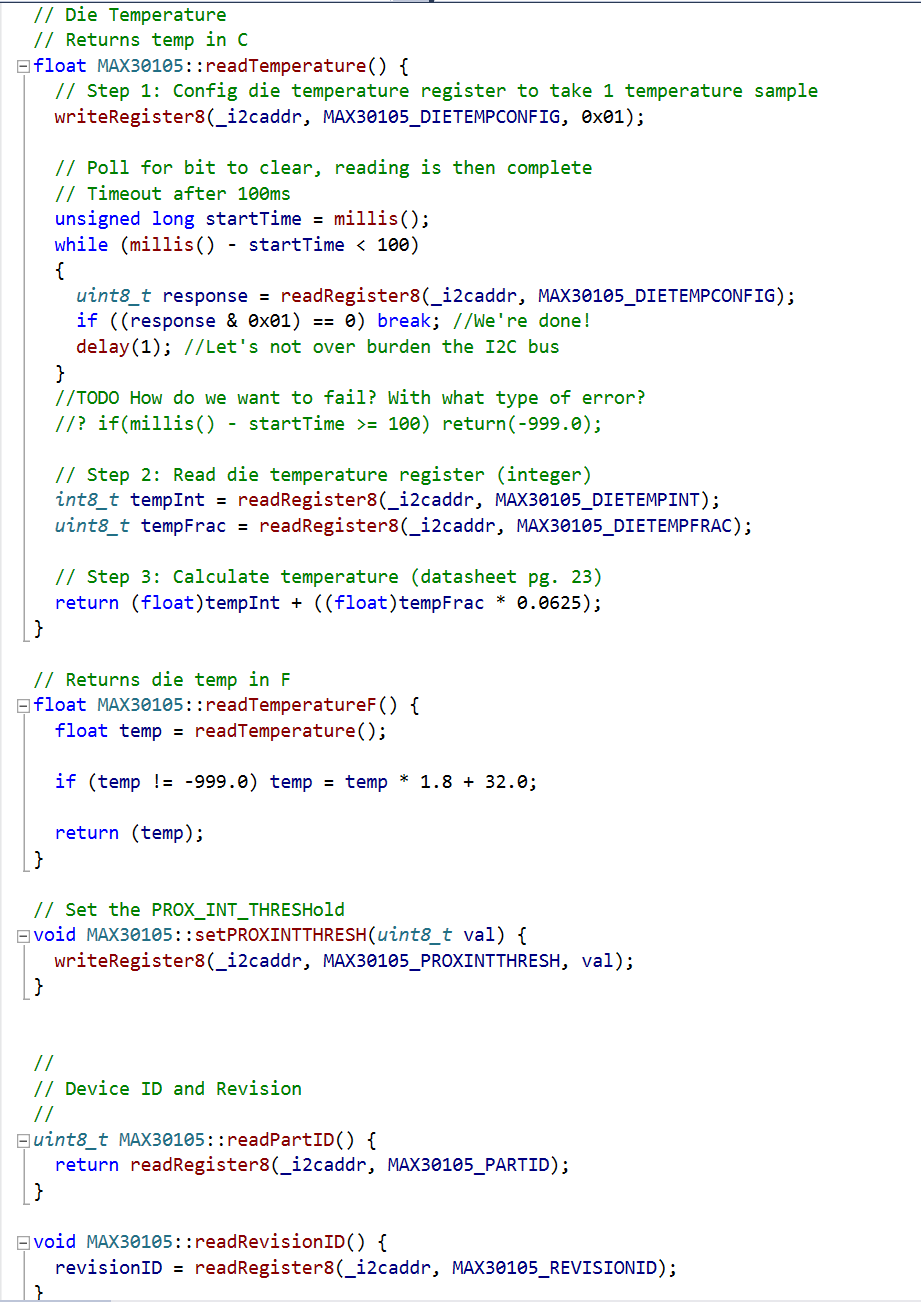 // Die Temperature
// Returns temp in C
float MAX30105::readTemperature() {
  // Step 1: Config die temperature register to take 1 temperature sample
  writeRegister8(_i2caddr, MAX30105_DIETEMPCONFIG, 0x01);

  // Poll for bit to clear, reading is then complete
  // Timeout after 100ms
  unsigned long startTime = millis();
  while (millis() - startTime < 100)
  {
    uint8_t response = readRegister8(_i2caddr, MAX30105_DIETEMPCONFIG);
    if ((response & 0x01) == 0) break; //We're done!
    delay(1); //Let's not over burden the I2C bus
  }
  //TODO How do we want to fail? With what type of error?
  //? if(millis() - startTime >= 100) return(-999.0);

  // Step 2: Read die temperature register (integer)
  int8_t tempInt = readRegister8(_i2caddr, MAX30105_DIETEMPINT);
  uint8_t tempFrac = readRegister8(_i2caddr, MAX30105_DIETEMPFRAC);

  // Step 3: Calculate temperature (datasheet pg. 23)
  return (float)tempInt + ((float)tempFrac * 0.0625);
}

// Returns die temp in F
float MAX30105::readTemperatureF() {
  float temp = readTemperature();

  if (temp != -999.0) temp = temp * 1.8 + 32.0;

  return (temp);
}

// Set the PROX_INT_THRESHold
void MAX30105::setPROXINTTHRESH(uint8_t val) {
  writeRegister8(_i2caddr, MAX30105_PROXINTTHRESH, val);
}


//
// Device ID and Revision
//
uint8_t MAX30105::readPartID() {
  return readRegister8(_i2caddr, MAX30105_PARTID);
}

void MAX30105::readRevisionID() {
  revisionID = readRegister8(_i2caddr, MAX30105_REVISIONID);
}